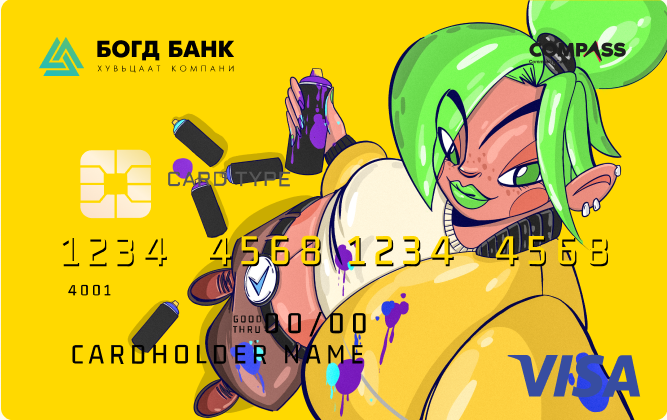 БОГД БАНК
ХУВЬЦААТ КОМПАНИ
COMPASS
CARD TYPE
1234 4568 1234 4568
4001
GOOD THRU 00/00
CARDHOLDER NAME
VISA